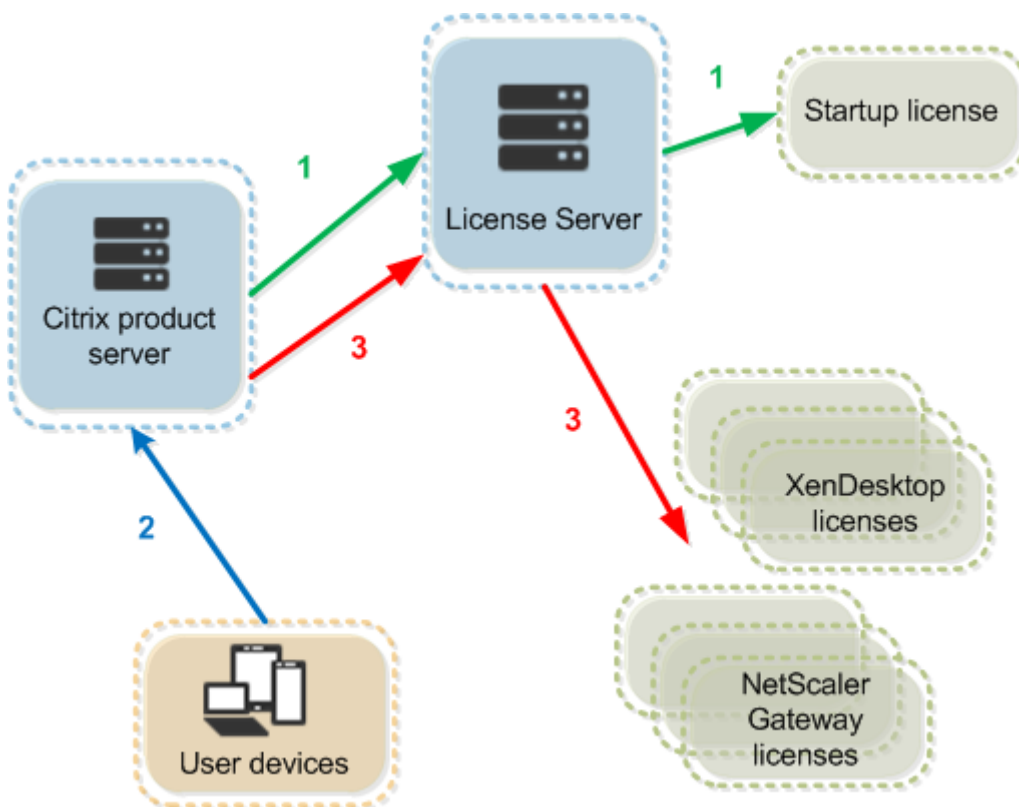 1
Startup license
1
License Server
Citrix product
server
3
3
XenDesktop
licenses
2
NetScaler
Gateway
licenses
User devices